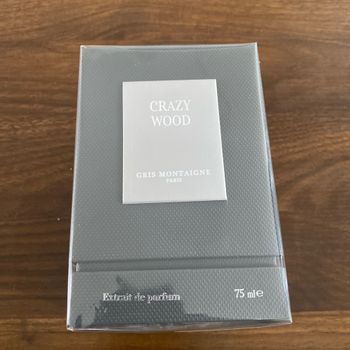 CRAZY
WOOD
GRIS MONTAIGNE
PARIS
Extrait de parfum 75 ml℮